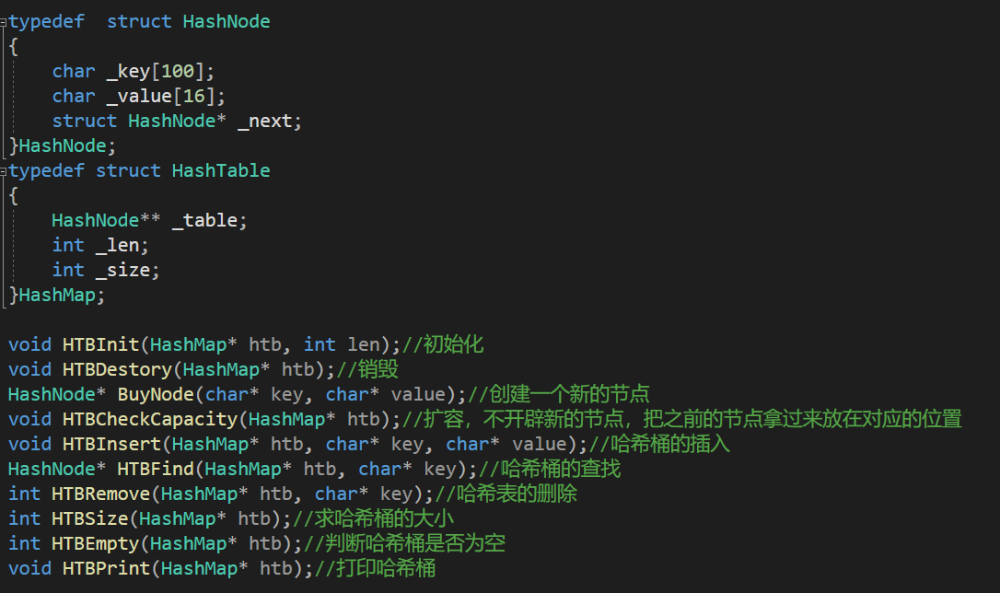 typedef  struct HashNode
{
    char _key[100];
    char _value[16];
    struct HashNode* _next;
}HashNode;
typedef struct HashTable
{
    HashNode** _table;
    int _len;
    int _size;
}HashMap;

void HTBInit(HashMap* htb, int len);//初始化
void HTBDestory(HashMap* htb);//销毁
HashNode* BuyNode(char* key, char* value);//创建一个新的节点
void HTBCheckCapacity(HashMap* htb);//扩容，不开辟新的节点，把之前的节点拿过来放在对应的位置
void HTBInsert(HashMap* htb, char* key, char* value);//哈希桶的插入
HashNode* HTBFind(HashMap* htb, char* key);//哈希桶的查找
int HTBRemove(HashMap* htb, char* key);//哈希表的删除
int HTBSize(HashMap* htb);//求哈希桶的大小
int HTBEmpty(HashMap* htb);//判断哈希桶是否为空
void HTBPrint(HashMap* htb);//打印哈希桶